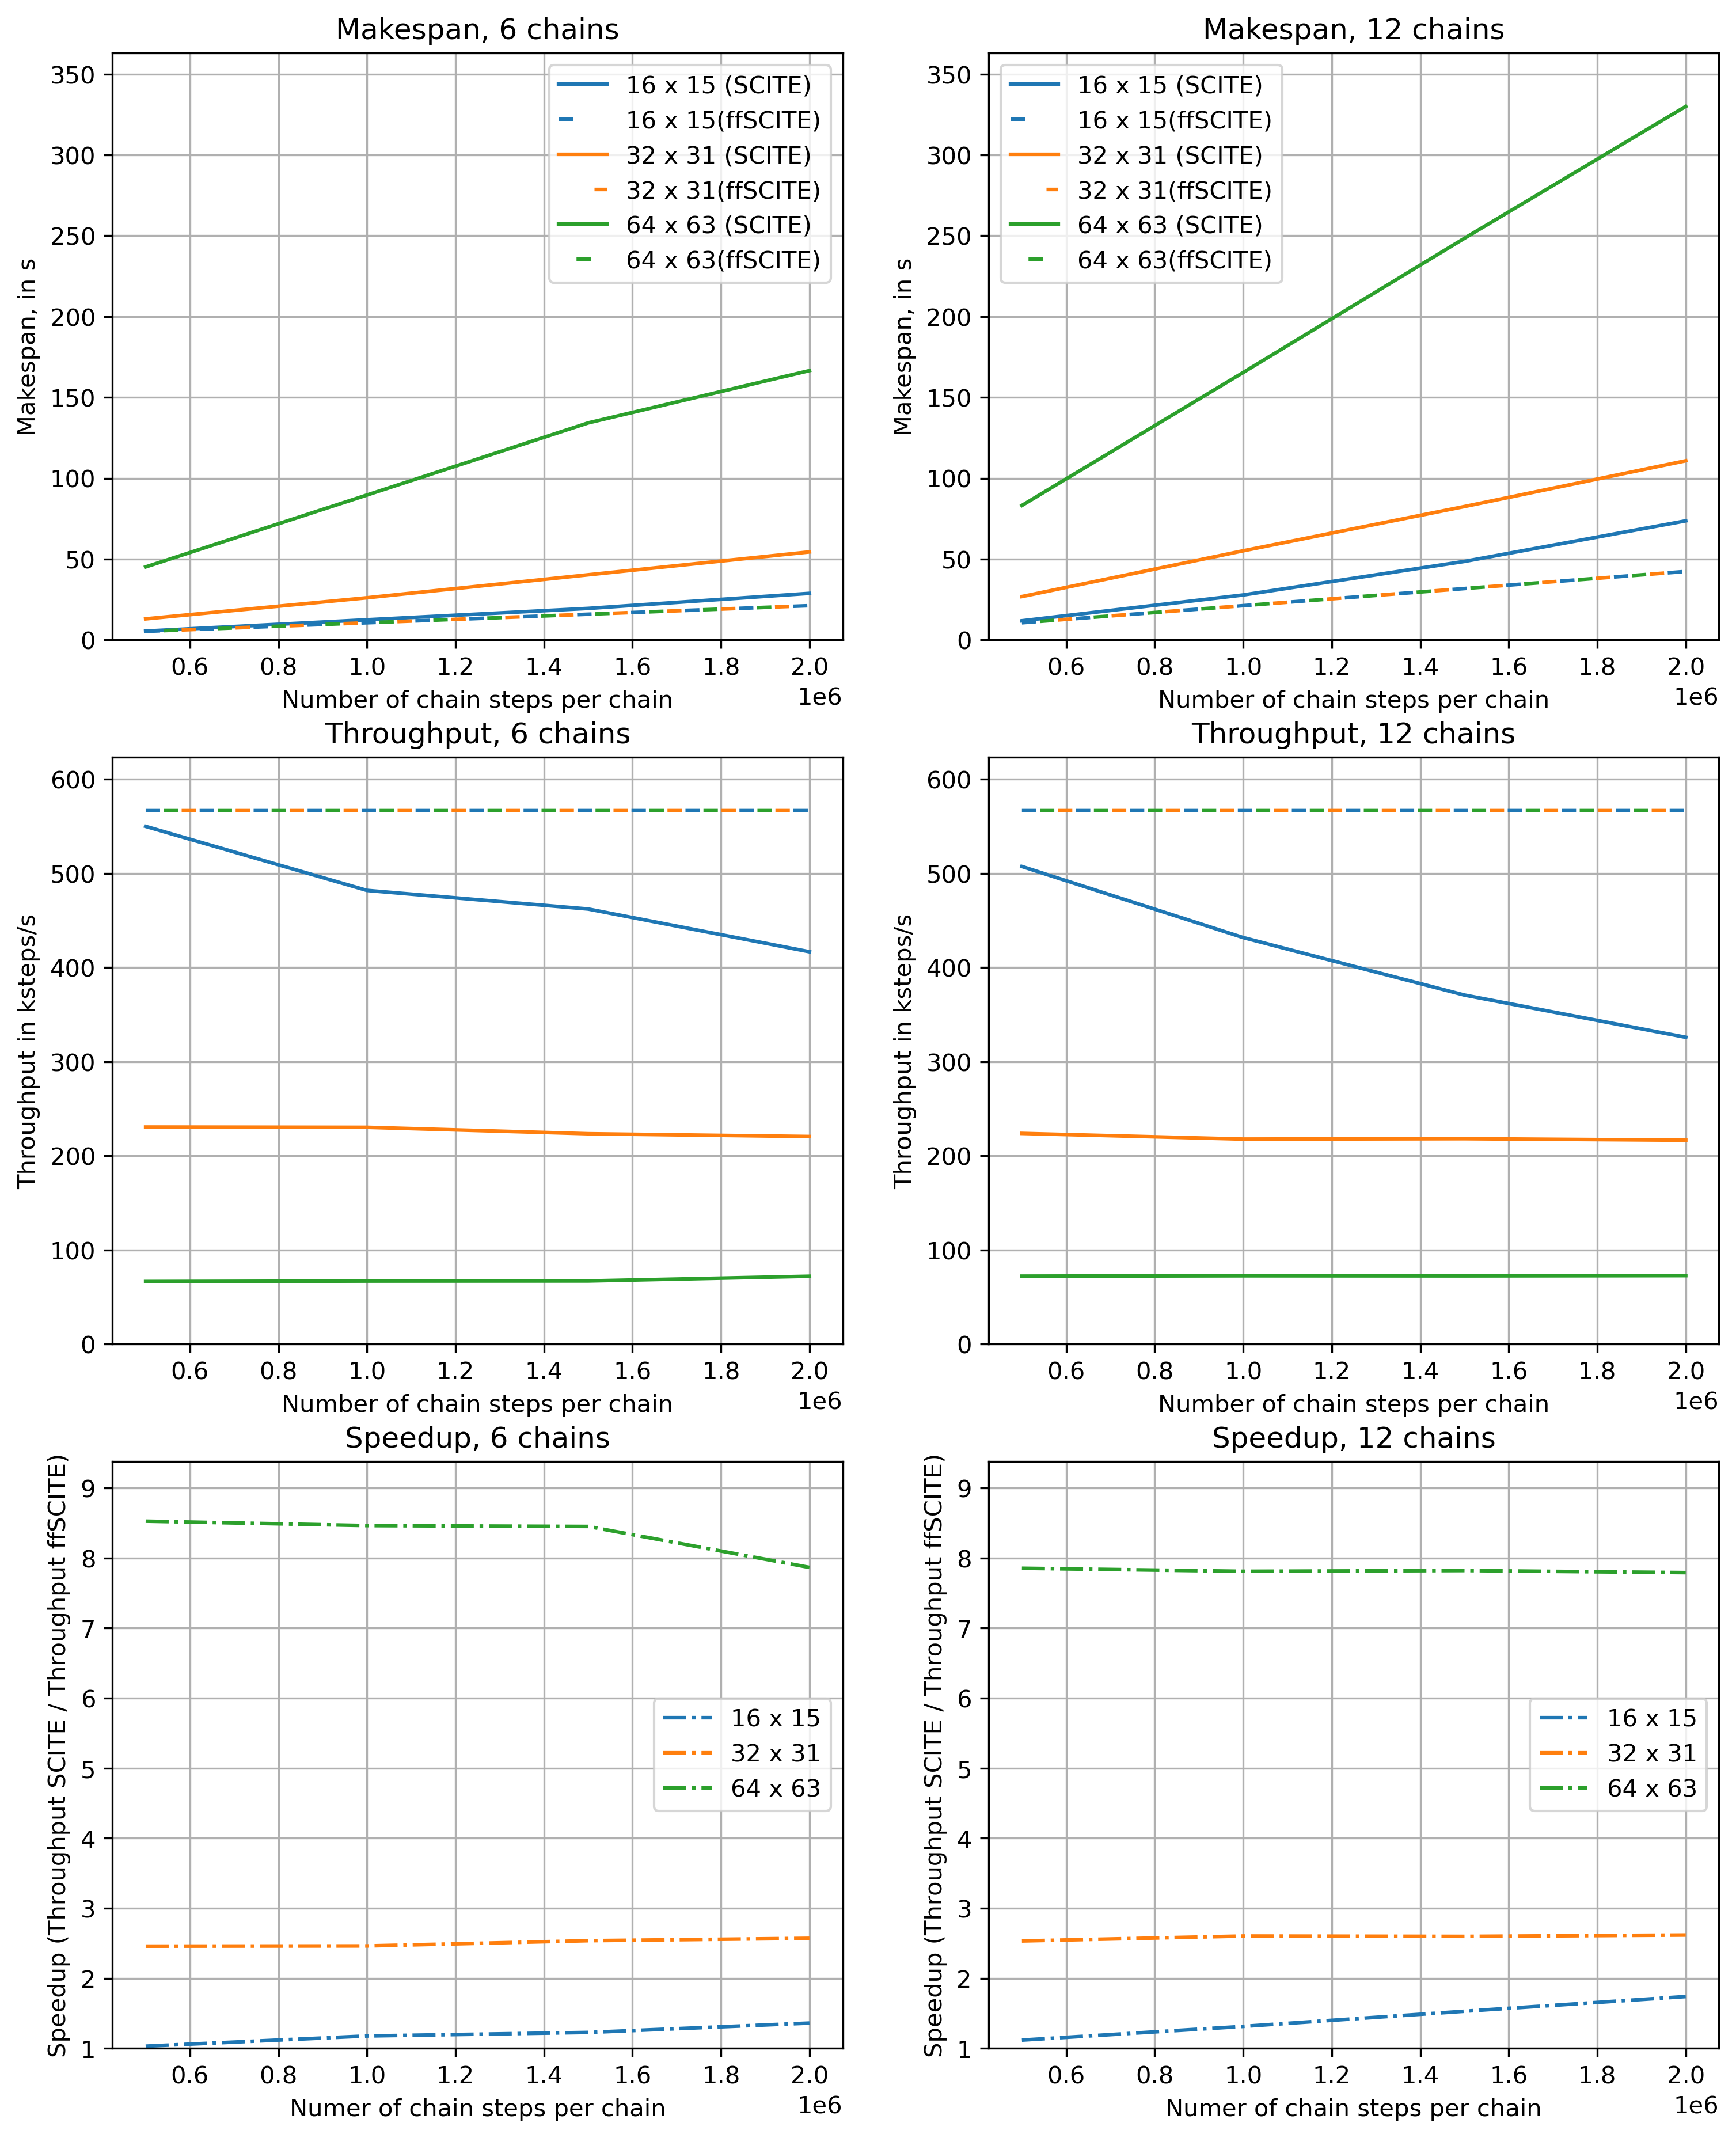 Makespan, 6 chains
350
300
250
200
150
100
50
0
Makespan, in s
16 x 15 (SCITE)
16 x 15(ffSCITE)
32 x 31 (SCITE)
32 x 31(ffSCITE)
64 x 63 (SCITE)
64 x 63(ffSCITE)
0.6 0.8 1.0 1.2 1.4 1.6 1.8 2.0
1e6
Number of chain steps per chain
Makespan, 12 chains
350
300
250
200
150
100
50
0
Makespan, in s
16 x 15 (SCITE)
16 x 15(ffSCITE)
32 x 31 (SCITE)
32 x 31(ffSCITE)
64 x 63 (SCITE)
64 x 63(ffSCITE)
0.6 0.8 1.0 1.2 1.4 1.6 1.8 2.0
1e6
Number of chain steps per chain
Throughput, 6 chains
600
500
400
300
200
100
0
Throughput in ksteps/s
0.6 0.8 1.0 1.2 1.4 1.6 1.8 2.0
1e6
Number of chain steps per chain
Throughput, 12 chains
600
500
400
300
200
100
0
Throughput in ksteps/s
0.6 0.8 1.0 1.2 1.4 1.6 1.8 2.0
1e6
Number of chain steps per chain
Speedup, 6 chains
9
8
7
6
5
4
3
2
1
Speedup (Throughput SCITE / Throughput ffSCITE)
16 x 15
32 x 31
64 x 63
0.6 0.8 1.0 1.2 1.4 1.6 1.8 2.0
1e6
Numer of chain steps per chain
Speedup, 12 chains
9
8
7
6
5
4
3
2
1
Speedup (Throughput SCITE / Throughput ffSCITE)
16 x 15
32 x 31
64 x 63
0.6 0.8 1.0 1.2 1.4 1.6 1.8 2.0
1e6
Numer of chain steps per chain